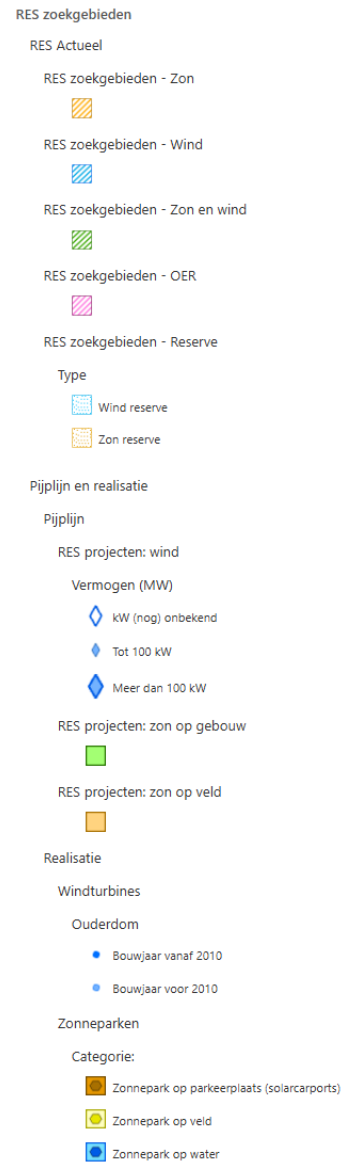 RES zoekgebieden
RES Actueel
RES zoekgebieden - Zon
RES zoekgebieden - Wind
RES zoekgebieden - Zon en wind
RES zoekgebieden - OER
RES zoekgebieden - Reserve
Type
Wind reserve
Zon reserve
Pijplijn en realisatie
Pijplijn
RES projecten: wind
Vermogen (MW)
kW (nog) onbekend
Tot 100 kW
Meer dan 100 kW
RES projecten: zon op gebouw
RES projecten: zon op veld
Realisatie
Windturbines
Ouderdom
Bouwjaar vanaf 2010
Bouwjaar voor 2010
Zonneparken
Categorie:
Zonnepark op parkeerplaats (solarcarports)
Zonnepark op veld
Zonnepark op water